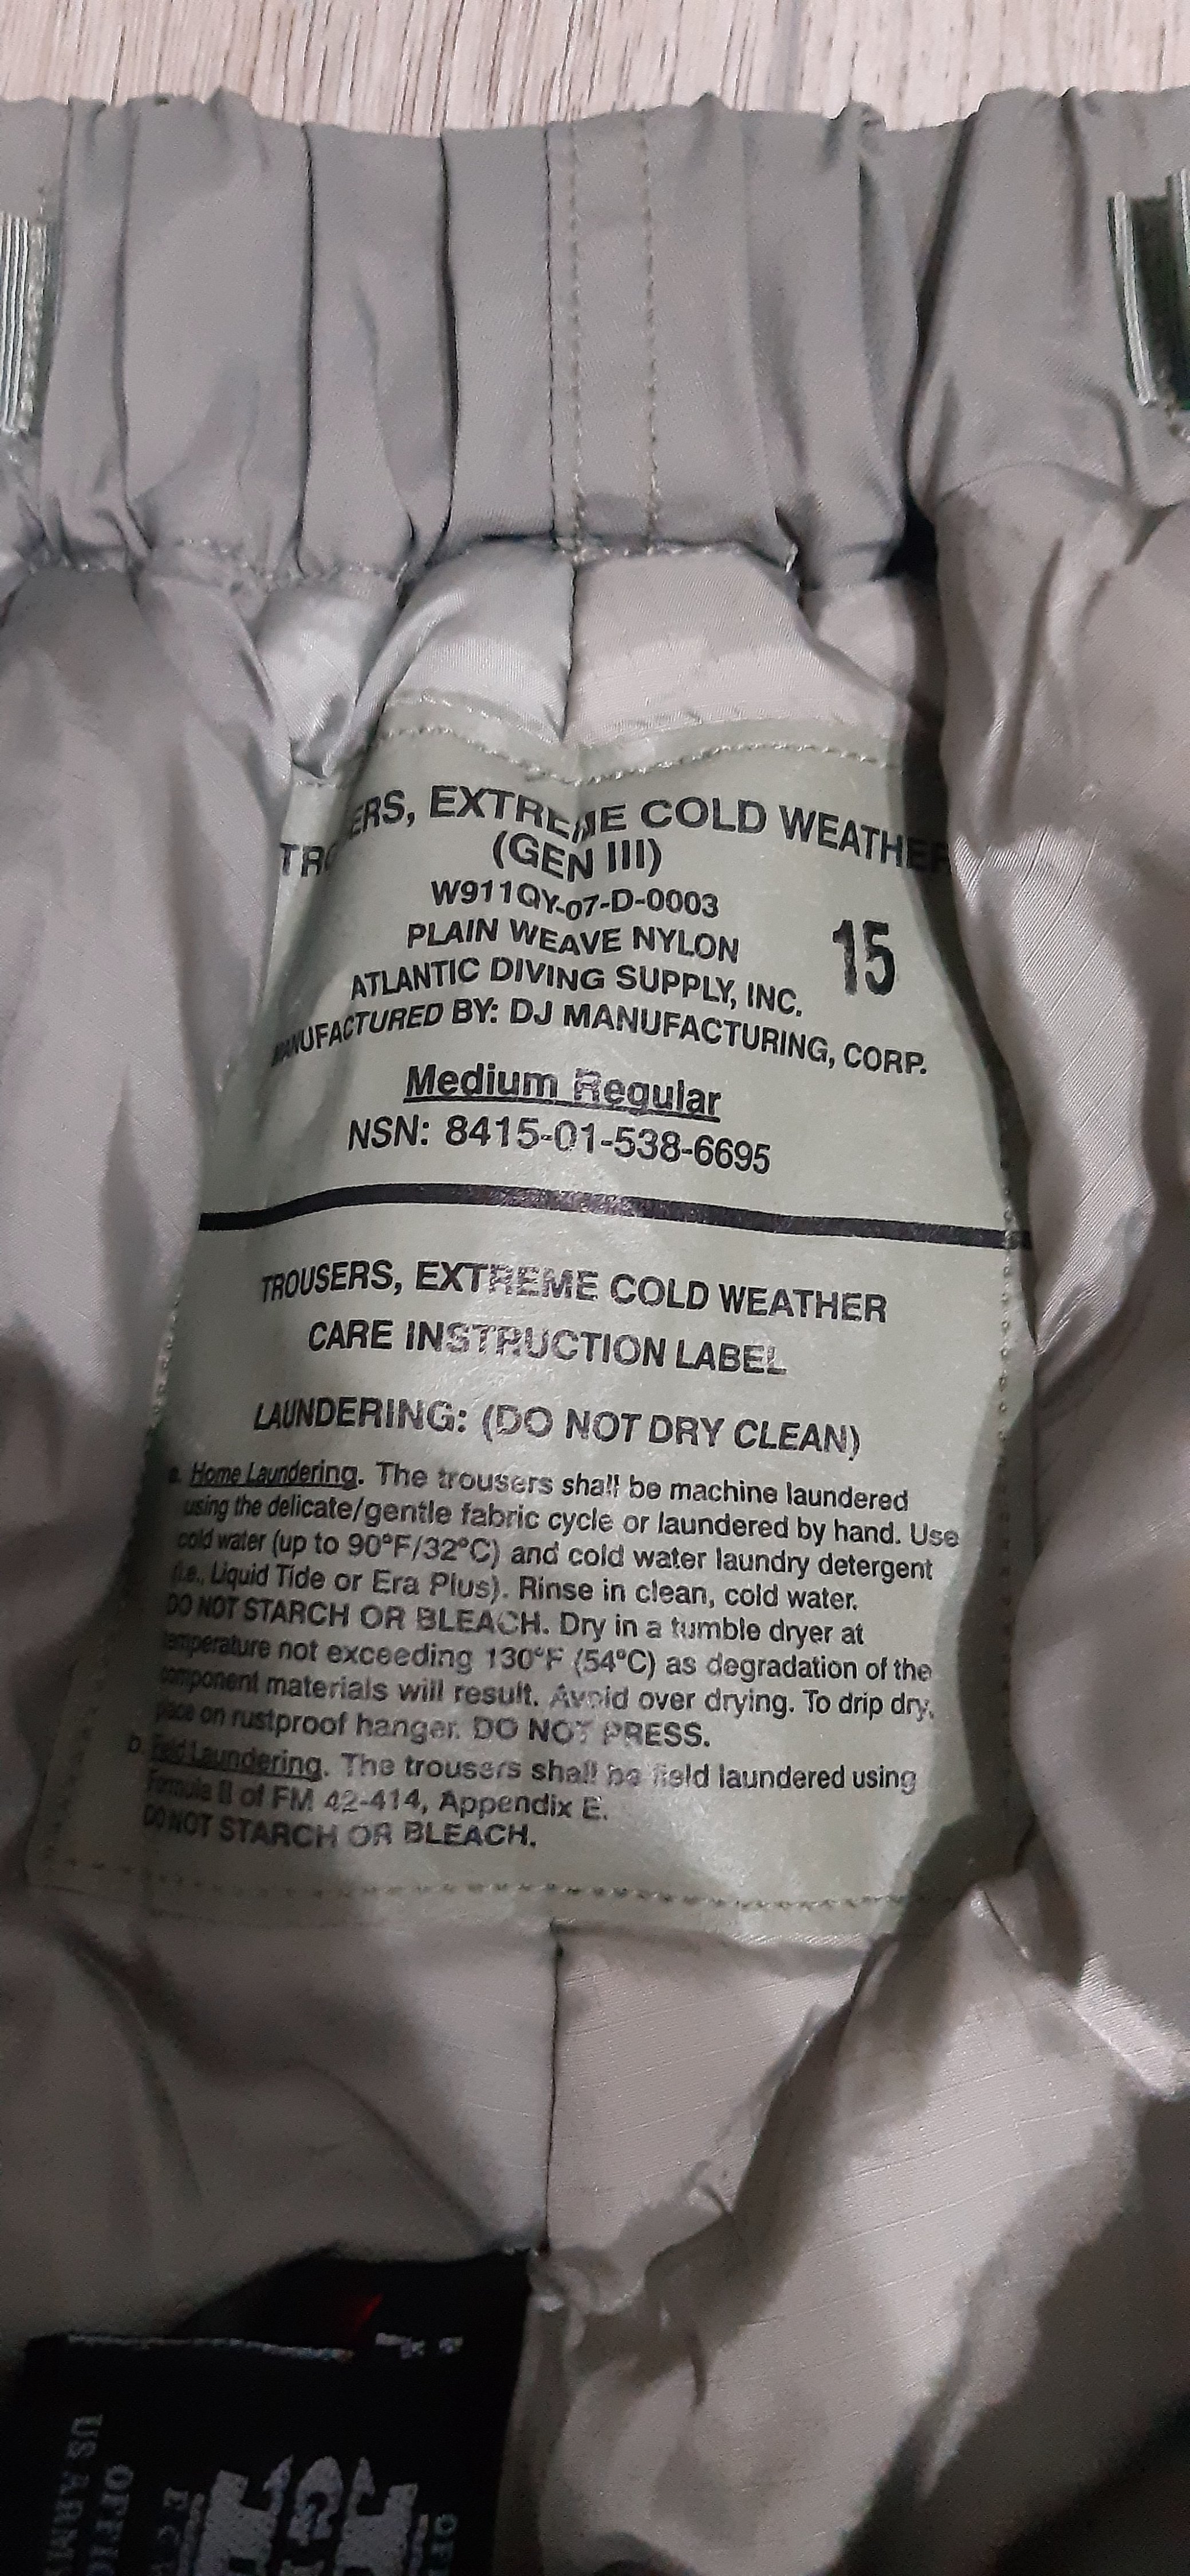 TROUSERS, EXTREME COLD WEATHER
(GEN III)
W911QY-07-D-0003
PLAIN WEAVE NYLON
15
ATLANTIC DIVING SUPPLY, INC.
MANUFACTURED BY: DJ MANUFACTURING, CORP.
Medium Regular
NSN: 8415-01-538-6695
TROUSERS, EXTREME COLD WEATHER
CARE INSTRUCTION LABEL
LAUNDERING: (DO NOT DRY CLEAN)
a. Home Laundering. The trousers shall be machine laundered
using the delicate/gentle fabric cycle or laundered by hand. Use
cold water (up to 90°F/32°C) and cold water laundry detergent
(i.e., Liquid Tide or Era Plus). Rinse in clean, cold water.
DO NOT STARCH OR BLEACH. Dry in a tumble dryer at
temperature not exceeding 130°F (54°C) as degradation of the
component materials will result. Avoid over drying. To drip dry,
place on rustproof hanger. DO NOT PRESS.
b. Field Laundering. The trousers shall be field laundered using
Formula II of FM 42-414, Appendix E.
DO NOT STARCH OR BLEACH.
US ARMY